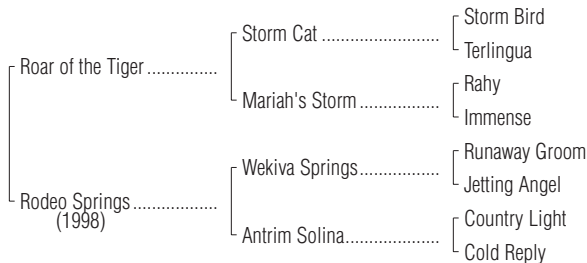 Storm Bird
Storm Cat ..........................
Terlingua
Roar of the Tiger ...............
Rahy
Mariah's Storm .................
Immense
Runaway Groom
Wekiva Springs.................
Jetting Angel
Rodeo Springs ..................
(1998)
Country Light
Antrim Solina....................
Cold Reply